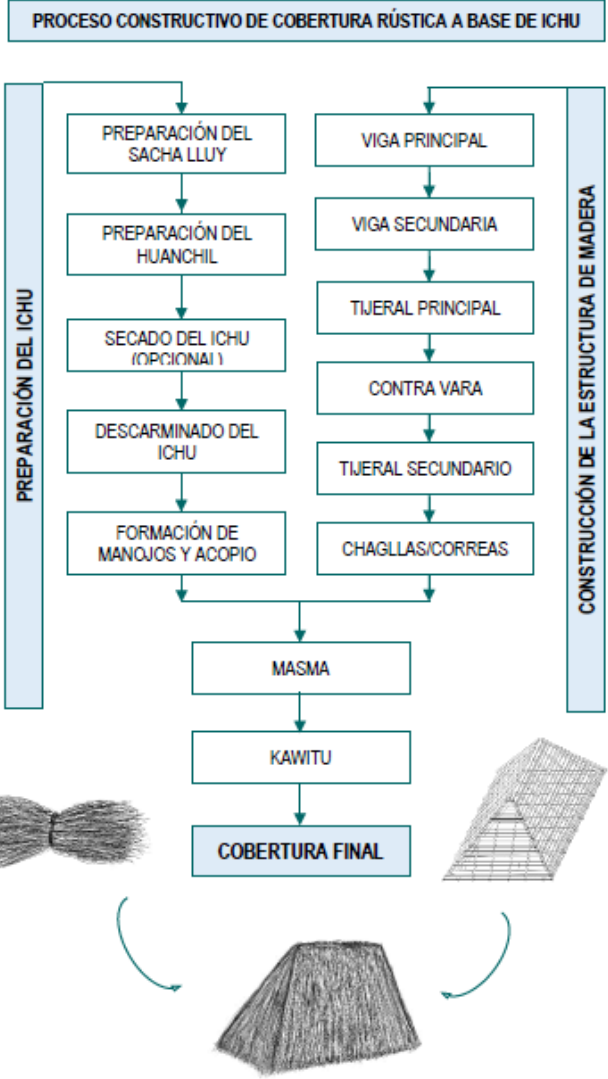 PROCESO CONSTRUCTIVO DE COBERTURA RÚSTICA A BASE DE ICHU
PREPARACIÓN DEL ICHU
PREPARACIÓN DEL
SACHA LLUY
PREPARACIÓN DEL
HUANCHIL
SECADO DEL ICHU
(OPCIONAL)
DESCARMINADO DEL
ICHU
FORMACIÓN DE
MANOJOS Y ACOPIO
CONSTRUCCIÓN DE LA ESTRUCTURA DE MADERA
VIGA PRINCIPAL
VIGA SECUNDARIA
TIJERAL PRINCIPAL
CONTRA VARA
TIJERAL SECUNDARIO
CHAGLLAS/CORREAS
MASMA
KAWITU
COBERTURA FINAL